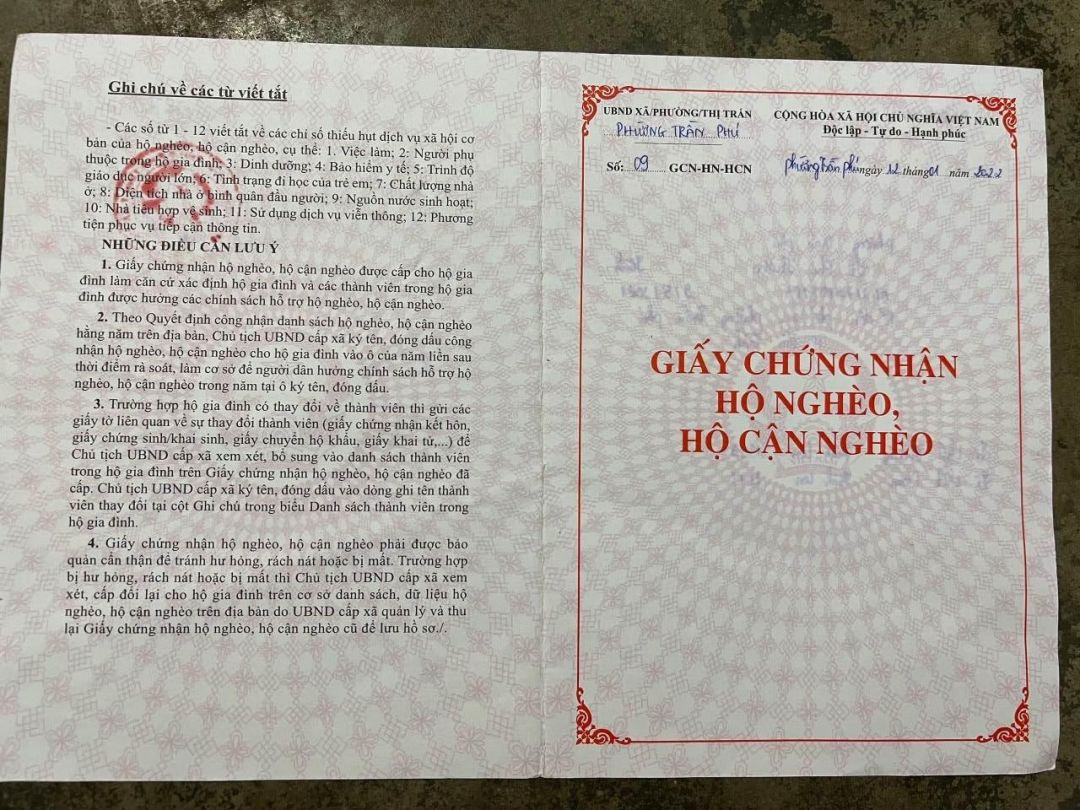 Ghi chú về các từ viết tắt
- Các số từ 1 - 12 viết tắt về các chỉ số thiếu hụt dịch vụ xã hội cơ
bản của hộ nghèo, hộ cận nghèo, cụ thể: 1. Việc làm; 2: Người phụ
thuộc trong hộ gia đình; 3: Dinh dưỡng; 4: Bảo hiểm y tế; 5: Trình độ
giáo dục người lớn; 6: Tình trạng đi học của trẻ em; 7: Chất lượng nhà
ở; 8: Diện tích nhà ở bình quân đầu người; 9: Nguồn nước sinh hoạt;
10: Nhà tiêu hợp vệ sinh; 11: Sử dụng dịch vụ viễn thông; 12: Phương
tiện phục vụ tiếp cận thông tin.
NHỮNG ĐIỀU CẦN LƯU Ý
1. Giấy chứng nhận hộ nghèo, hộ cận nghèo được cấp cho hộ gia
đình làm căn cứ xác định hộ gia đình và các thành viên trong hộ gia
đình được hưởng các chính sách hỗ trợ hộ nghèo, hộ cận nghèo.
2. Theo Quyết định công nhận danh sách hộ nghèo, hộ cận nghèo
hằng năm trên địa bàn, Chủ tịch UBND cấp xã ký tên, đóng dấu công
nhận hộ nghèo, hộ cận nghèo cho hộ gia đình vào ô của năm liền sau
thời điểm rà soát, làm cơ sở để người dân hưởng chính sách hỗ trợ hộ
nghèo, hộ cận nghèo trong năm tại ô ký tên, đóng dấu.
3. Trường hợp hộ gia đình có thay đổi về thành viên thì gửi các
giấy tờ liên quan về sự thay đổi thành viên (giấy chứng nhận kết hôn,
giấy chứng sinh/khai sinh, giấy chuyển hộ khẩu, giấy khai tử,...) để
Chủ tịch UBND cấp xã xem xét, bổ sung vào danh sách thành viên
trong hộ gia đình trên Giấy chứng nhận hộ nghèo, hộ cận nghèo đã
cấp. Chủ tịch UBND cấp xã ký tên, đóng dấu vào dòng ghi tên thành
viên thay đổi tại cột Ghi chú trong biểu Danh sách thành viên trong
hộ gia đình.
4. Giấy chứng nhận hộ nghèo, hộ cận nghèo phải được bảo
quản cẩn thận để tránh hư hỏng, rách nát hoặc bị mất. Trường hợp
bị hư hỏng, rách nát hoặc bị mất thì Chủ tịch UBND cấp xã xem
xét, cấp đổi lại cho hộ gia đình trên cơ sở danh sách, dữ liệu hộ
nghèo, hộ cận nghèo trên địa bàn do UBND cấp xã quản lý và thu
lại Giấy chứng nhận hộ nghèo, hộ cận nghèo cũ để lưu hồ sơ./.
UBND XÃ/PHƯỜNG/THỊ TRẤN
PHƯỜNG TRẦN PHÚ
CỘNG HÒA XÃ HỘI CHỦ NGHĨA VIỆT NAM
Độc lập - Tự do - Hạnh phúc
Số: 09 GCN-HN-HCN
phường Trần Phú ngày 12 tháng 01 năm 2022
GIẤY CHỨNG NHẬN
HỘ NGHÈO,
HỘ CẬN NGHÈO